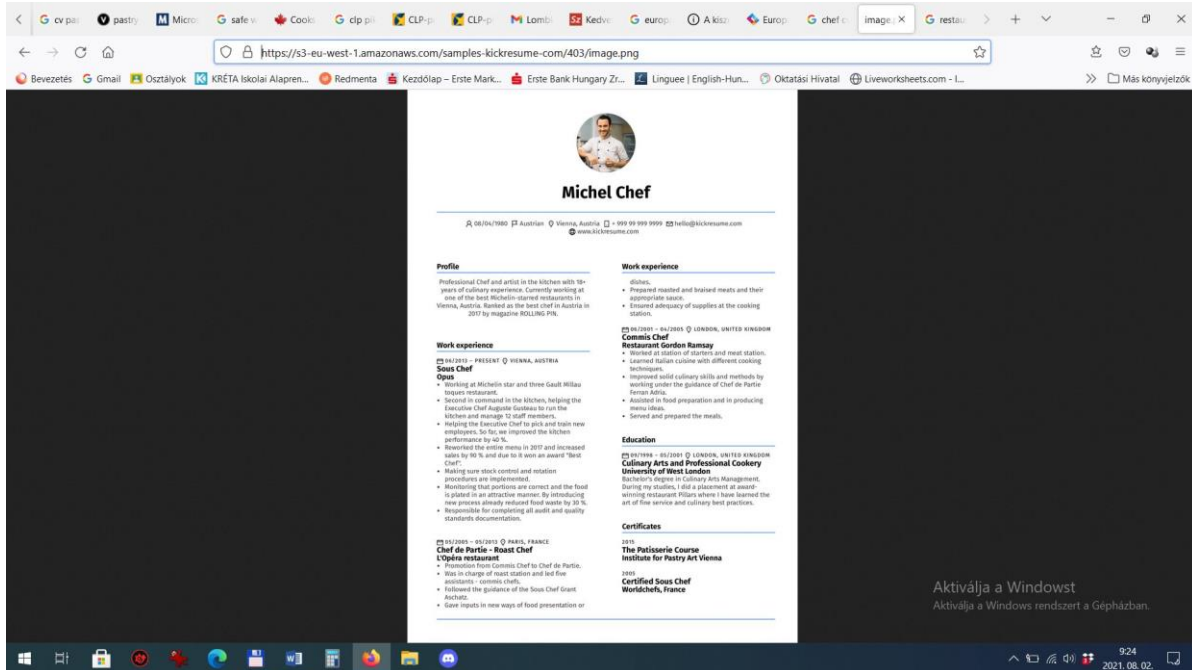 cv pa
pastry
Micro
safe w
Cooks
clp pi
CLP-p
CLP-p
Lombi
Kedve
europ
A kisz
Europ
chef c
image.
restau
https://s3-eu-west-1.amazonaws.com/samples-kickresume-com/403/image.png
Bevezetés Gmail Osztályok KRÉTA Iskolai Alapren... Redmenta Kezdőlap – Erste Mark... Erste Bank Hungary Zr... Linguee | English-Hun... Oktatási Hivatal Liveworksheets.com - I... Más könyvjelzők
Michel Chef
08/04/1980 Austrian Vienna, Austria + 999 99 999 9999 hello@kickresume.com
www.kickresume.com
Profile
Professional Chef and artist in the kitchen with 18+
years of culinary experience. Currently working at
one of the best Michelin-starred restaurants in
Vienna, Austria. Ranked as the best chef in Austria in
2017 by magazine ROLLING PIN.
Work experience
06/2013 – PRESENT VIENNA, AUSTRIA
Sous Chef
Opus
• Working at Michelin star and three Gault Millau
toques restaurant.
• Second in command in the kitchen, helping the
Executive Chef Auguste Gusteau to run the
kitchen and manage 12 staff members.
• Helping the Executive Chef to pick and train new
employees. So far, we improved the kitchen
performance by 40 %.
• Reworked the entire menu in 2017 and increased
sales by 90 % and due to it won an award "Best
Chef".
• Making sure stock control and rotation
procedures are implemented.
• Monitoring that portions are correct and the food
is plated in an attractive manner. By introducing
new process already reduced food waste by 30 %.
• Responsible for completing all audit and quality
standards documentation.
05/2005 – 05/2013 PARIS, FRANCE
Chef de Partie - Roast Chef
L'Opéra restaurant
• Promotion from Commis Chef to Chef de Partie.
• Was in charge of roast station and led five
assistants - commis chefs.
• Followed the guidance of the Sous Chef Grant
Aschatz.
• Gave inputs in new ways of food presentation or
Work experience
dishes.
• Prepared roasted and braised meats and their
appropriate sauce.
• Ensured adequacy of supplies at the cooking
station.
06/2001 – 04/2005 LONDON, UNITED KINGDOM
Commis Chef
Restaurant Gordon Ramsay
• Worked at station of starters and meat station.
• Learned Italian cuisine with different cooking
techniques.
• Improved solid culinary skills and methods by
working under the guidance of Chef de Partie
Ferran Adria.
• Assisted in food preparation and in producing
menu ideas.
• Served and prepared the meals.
Education
09/1998 – 05/2001 LONDON, UNITED KINGDOM
Culinary Arts and Professional Cookery
University of West London
Bachelor's degree in Culinary Arts Management.
During my studies, I did a placement at award-
winning restaurant Pillars where I have learned the
art of fine service and culinary best practices.
Certificates
2015
The Patisserie Course
Institute for Pastry Art Vienna
2005
Certified Sous Chef
Worldchefs, France
Aktiválja a Windowst
Aktiválja a Windows rendszert a Gépházban.
9:24
2021. 08. 02.